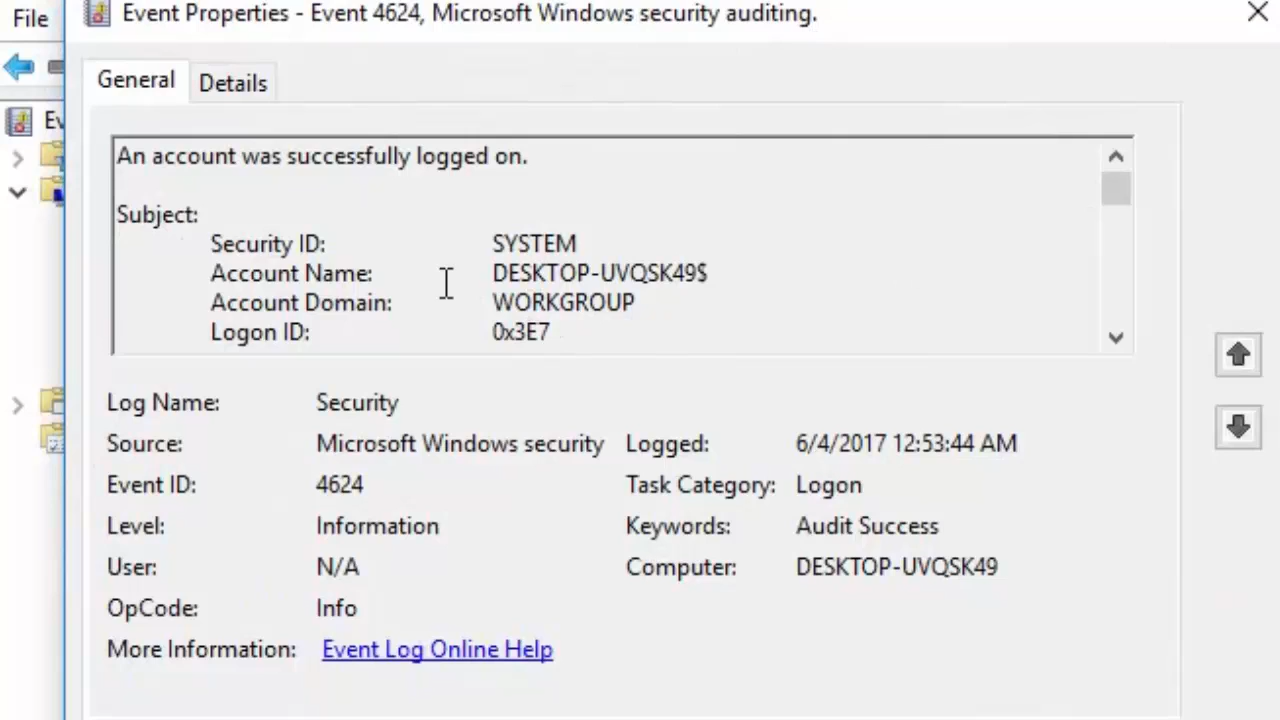 File
Event Properties - Event 4624, Microsoft Windows security auditing.
General Details
Ev
An account was successfully logged on.
Subject:
Security ID: SYSTEM
Account Name: DESKTOP-UVQSK49$
Account Domain: WORKGROUP
Logon ID: 0x3E7
Log Name: Security
Source: Microsoft Windows security Logged: 6/4/2017 12:53:44 AM
Event ID: 4624 Task Category: Logon
Level: Information Keywords: Audit Success
User: N/A Computer: DESKTOP-UVQSK49
OpCode: Info
More Information: Event Log Online Help